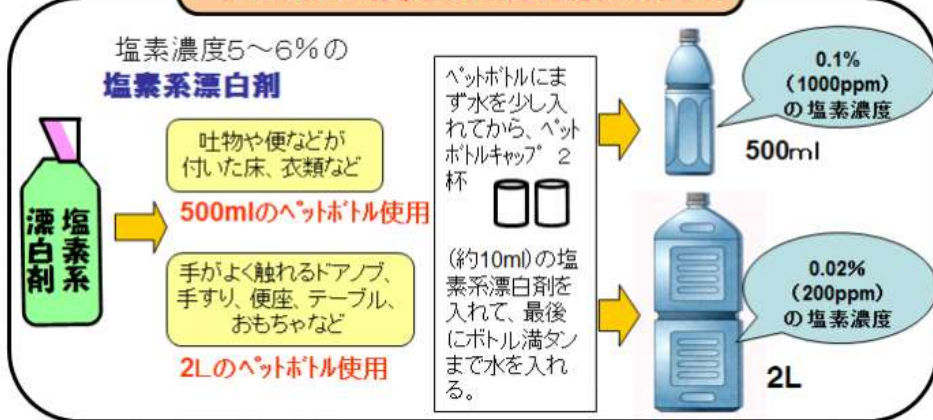 塩素濃度5～6％の
塩素系漂白剤
塩素系
漂白剤
吐物や便などが
付いた床、衣類など
500mlのペットボトル使用
手がよく触れるドアノブ、
手すり、便座、テーブル、
おもちゃなど
2Lのペットボトル使用
ペットボトルにま
ず水を少し入
れてから、ペット
ボトルキャップ 2
杯
(約10ml)の塩
素系漂白剤を
入れて、最後
にボトル満タン
まで水を入れ
る。
0.1%
(1000ppm)
の塩素濃度
500ml
0.02%
(200ppm)
の塩素濃度
2L